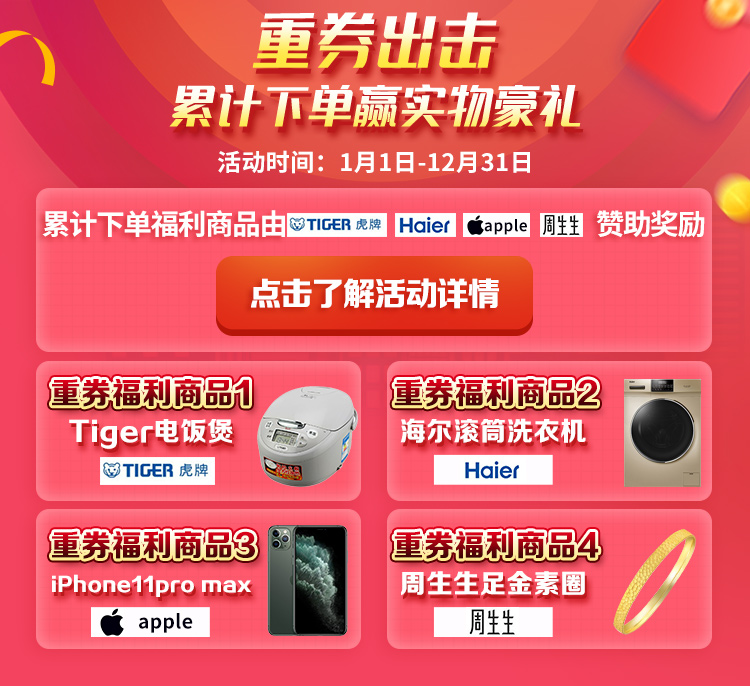 重券出击
累计下单赢实物豪礼
活动时间：1月1日-12月31日
累计下单福利商品由 TIGER 虎牌 Haier apple 周生生 赞助奖励
点击了解活动详情
重券福利商品1
Tiger电饭煲
TIGER 虎牌
重券福利商品2
海尔滚筒洗衣机
Haier
重券福利商品3
iPhone11pro max
apple
重券福利商品4
周生生足金素圈
周生生